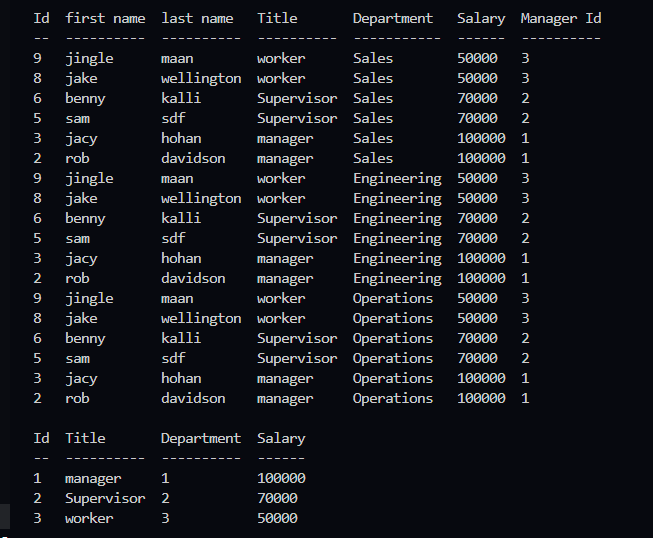 Id first name last name Title Department Salary Manager Id
-- ---------- ---------- ---------- ----------- ------ ----------
9 jingle maan worker Sales 50000 3
8 jake wellington worker Sales 50000 3
6 benny kalli Supervisor Sales 70000 2
5 sam sdf Supervisor Sales 70000 2
3 jacy hohan manager Sales 100000 1
2 rob davidson manager Sales 100000 1
9 jingle maan worker Engineering 50000 3
8 jake wellington worker Engineering 50000 3
6 benny kalli Supervisor Engineering 70000 2
5 sam sdf Supervisor Engineering 70000 2
3 jacy hohan manager Engineering 100000 1
2 rob davidson manager Engineering 100000 1
9 jingle maan worker Operations 50000 3
8 jake wellington worker Operations 50000 3
6 benny kalli Supervisor Operations 70000 2
5 sam sdf Supervisor Operations 70000 2
3 jacy hohan manager Operations 100000 1
2 rob davidson manager Operations 100000 1
Id Title Department Salary
-- ---------- ---------- ------
1 manager 1 100000
2 Supervisor 2 70000
3 worker 3 50000